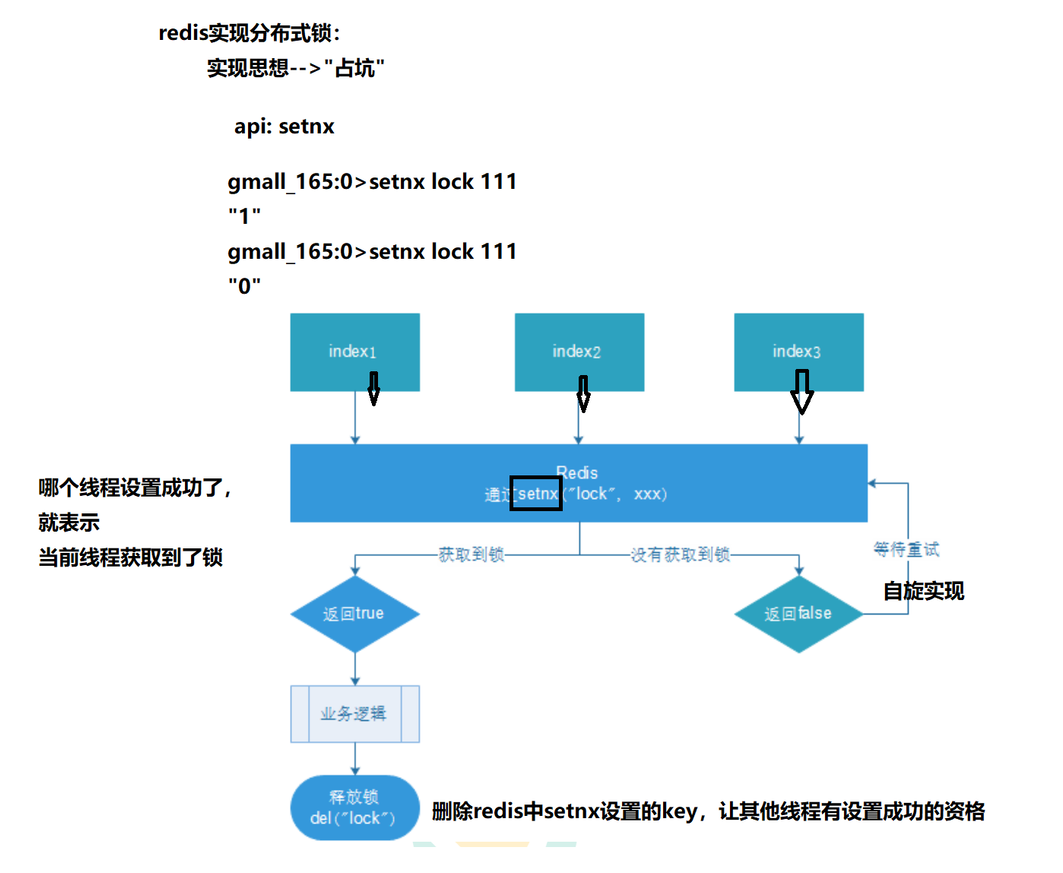 redis实现分布式锁：
实现思想-->"占坑"
api: setnx
gmall_165:0>setnx lock 111
"1"
gmall_165:0>setnx lock 111
"0"
index1
index2
index3
Redis
通过setnx("lock", xxx)
哪个线程设置成功了，
就表示
当前线程获取到了锁
获取到锁
没有获取到锁
等待重试
自旋实现
返回true
返回false
业务逻辑
释放锁
del("lock")
删除redis中setnx设置的key，让其他线程有设置成功的资格